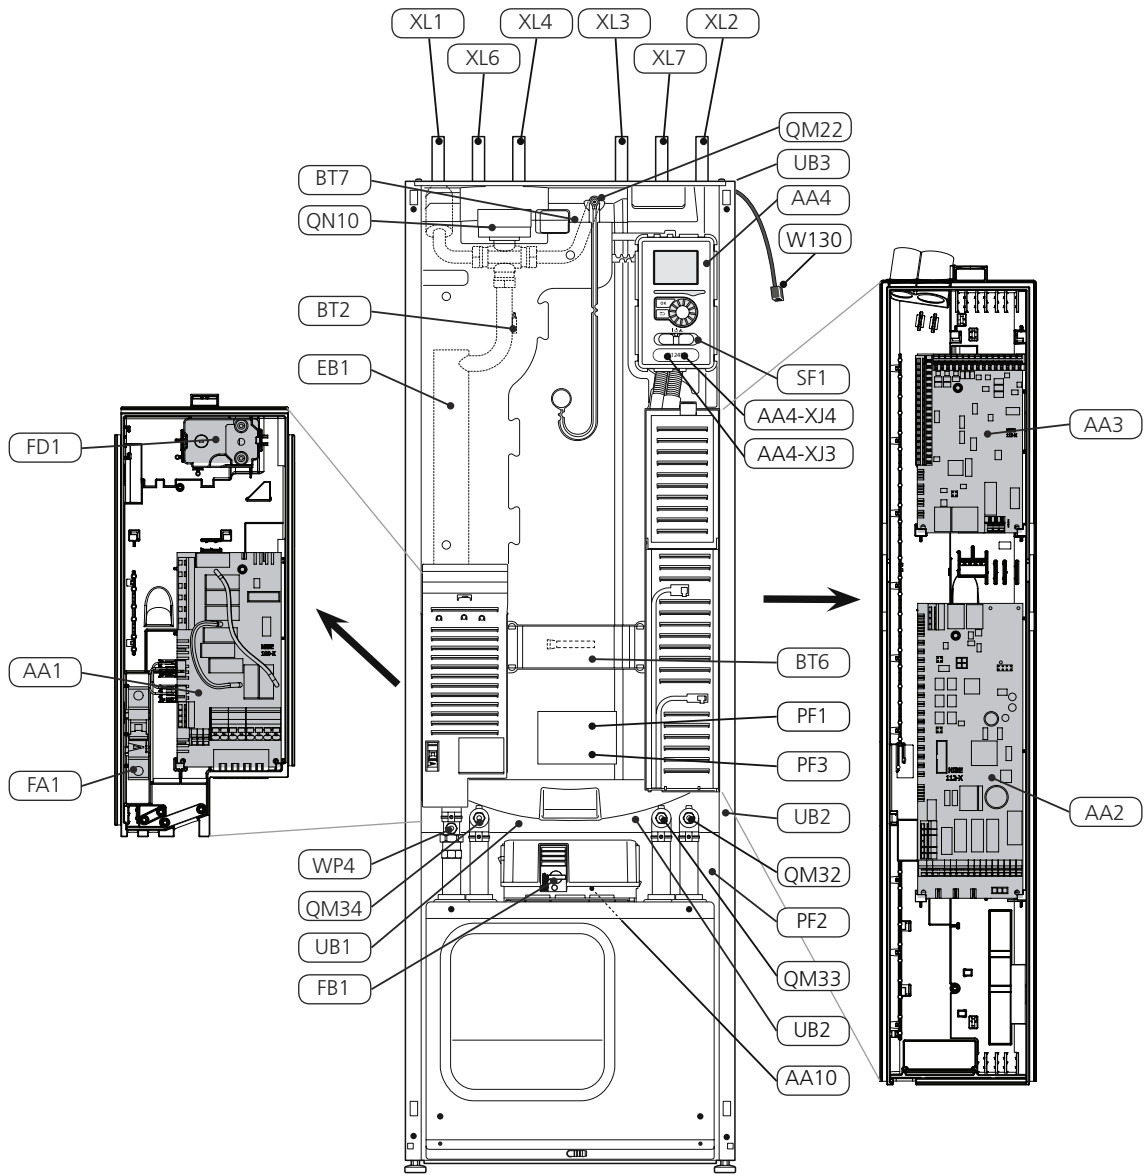 XL1
XL4
XL3
XL2
XL6
XL7
QM22
BT7
UB3
AA4
QN10
W130
BT2
EB1
OK
SF1
AA4-XJ4
AA3
FD1
AA4-XJ3
AA1
BT6
PF1
PF3
FA1
UB2
AA2
WP4
QM32
QM34
PF2
UB1
QM33
FB1
UB2
AA10